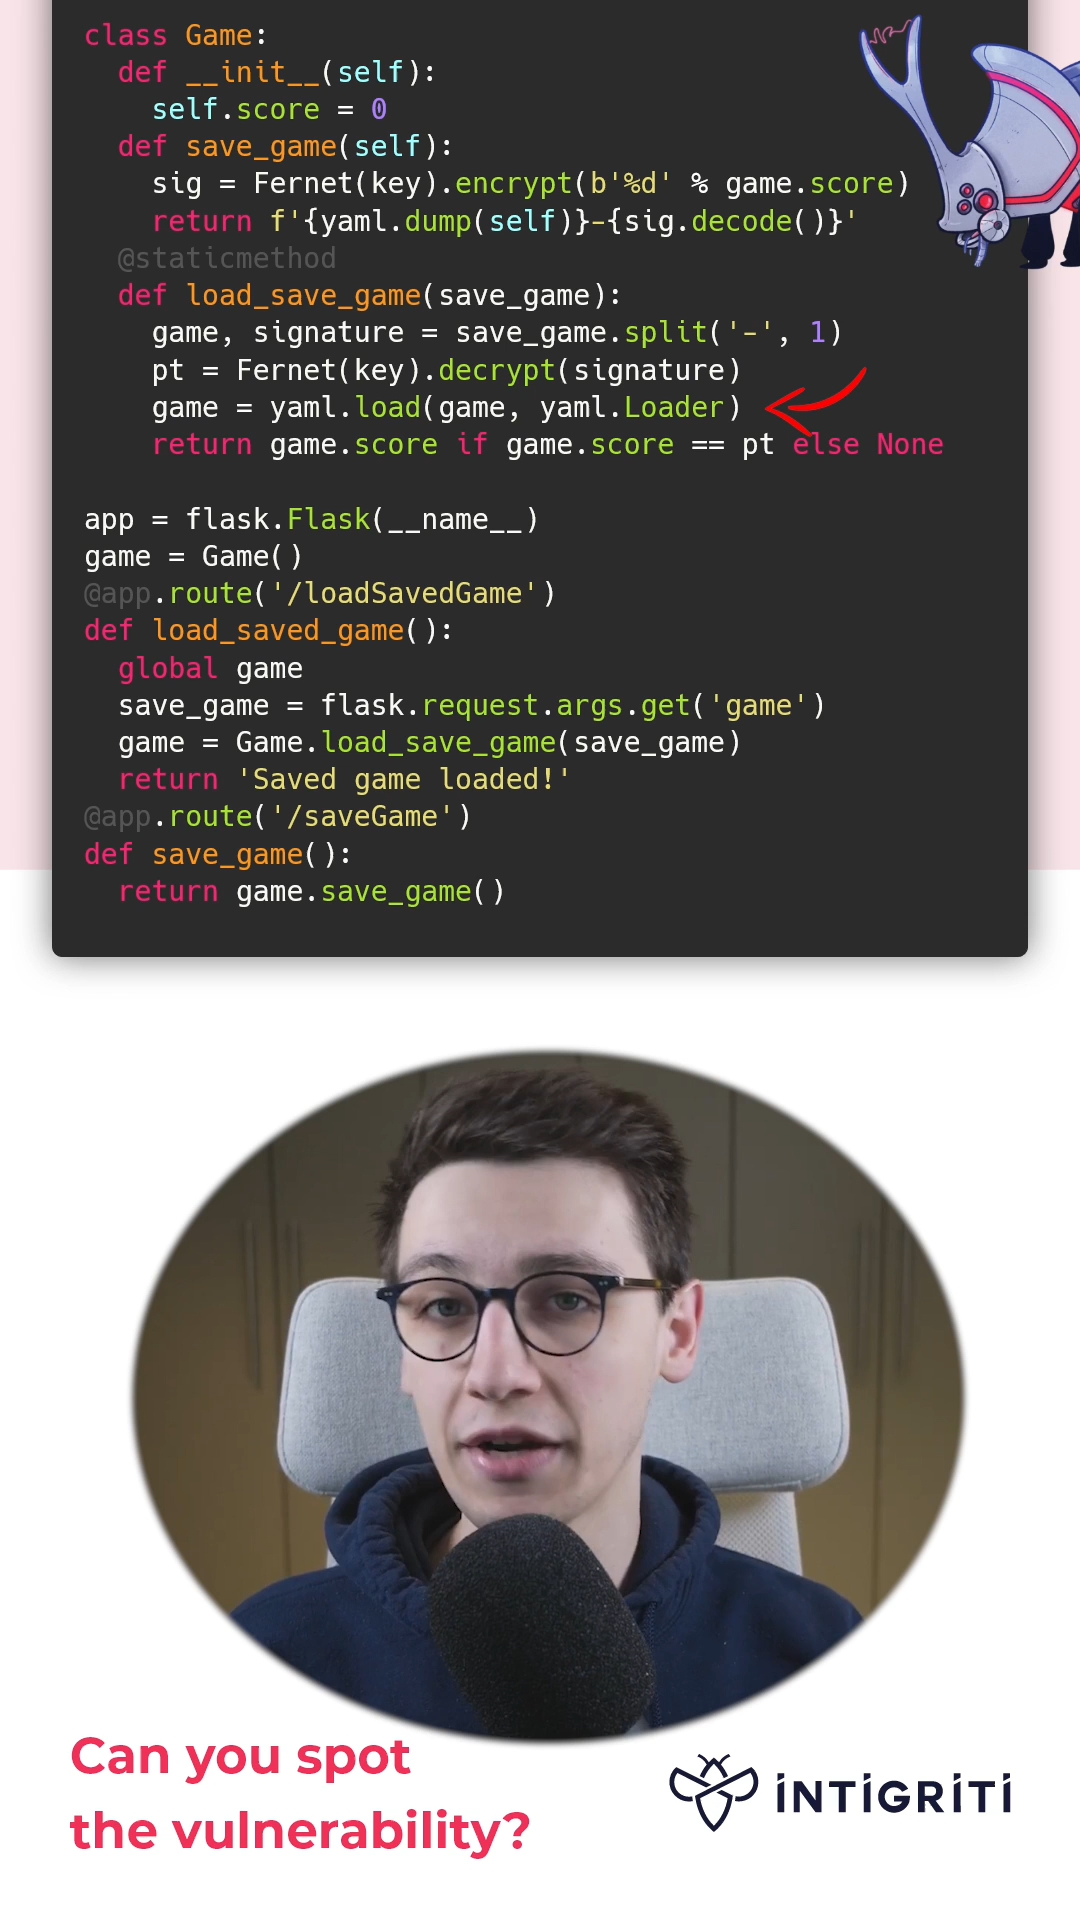 class Game:
  def __init__(self):
    self.score = 0
  def save_game(self):
    sig = Fernet(key).encrypt(b'%d' % game.score)
    return f'{yaml.dump(self)}-{sig.decode()}'
  @staticmethod
  def load_save_game(save_game):
    game, signature = save_game.split('-', 1)
    pt = Fernet(key).decrypt(signature)
    game = yaml.load(game, yaml.Loader)
    return game.score if game.score == pt else None

app = flask.Flask(__name__)
game = Game()
@app.route('/loadSavedGame')
def load_saved_game():
  global game
  save_game = flask.request.args.get('game')
  game = Game.load_save_game(save_game)
  return 'Saved game loaded!'
@app.route('/saveGame')
def save_game():
  return game.save_game()
Can you spot
the vulnerability?
INTIGRITI